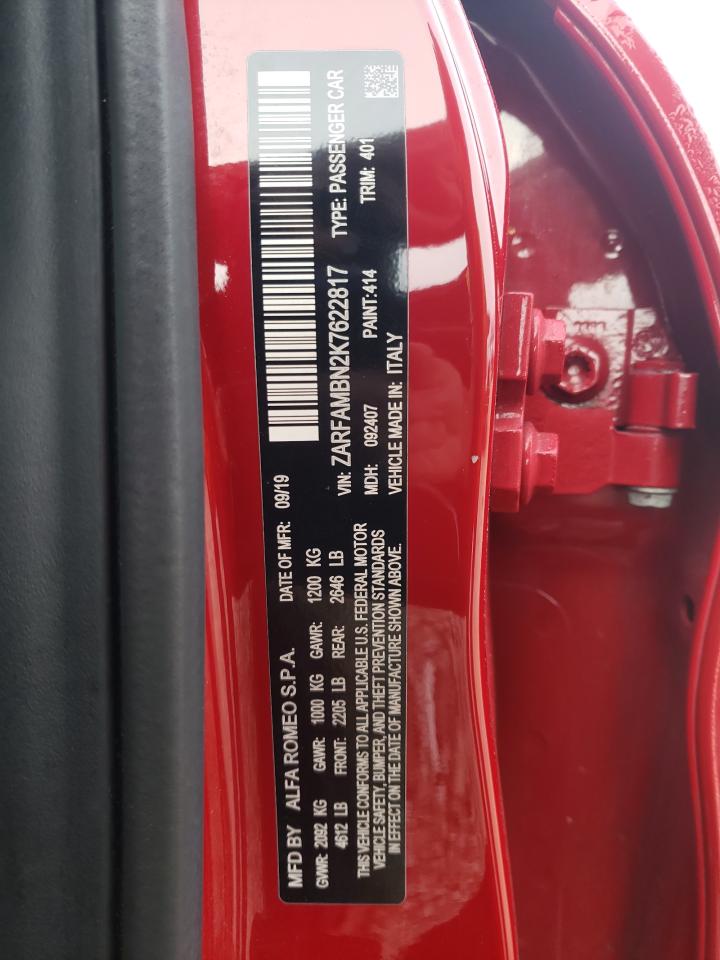 MFD BY ALFA ROMEO S.P.A. DATE OF MFR: 09/19
GVWR: 2092 KG GAWR: 1000 KG GAWR: 1200 KG
4612 LB FRONT: 2205 LB REAR: 2646 LB
THIS VEHICLE CONFORMS TO ALL APPLICABLE U.S. FEDERAL MOTOR
VEHICLE SAFETY, BUMPER, AND THEFT PREVENTION STANDARDS
IN EFFECT ON THE DATE OF MANUFACTURE SHOWN ABOVE.
VIN: ZARFAMBN2K7622817 TYPE: PASSENGER CAR
MDH: 092407 PAINT:414 TRIM: 401
VEHICLE MADE IN: ITALY